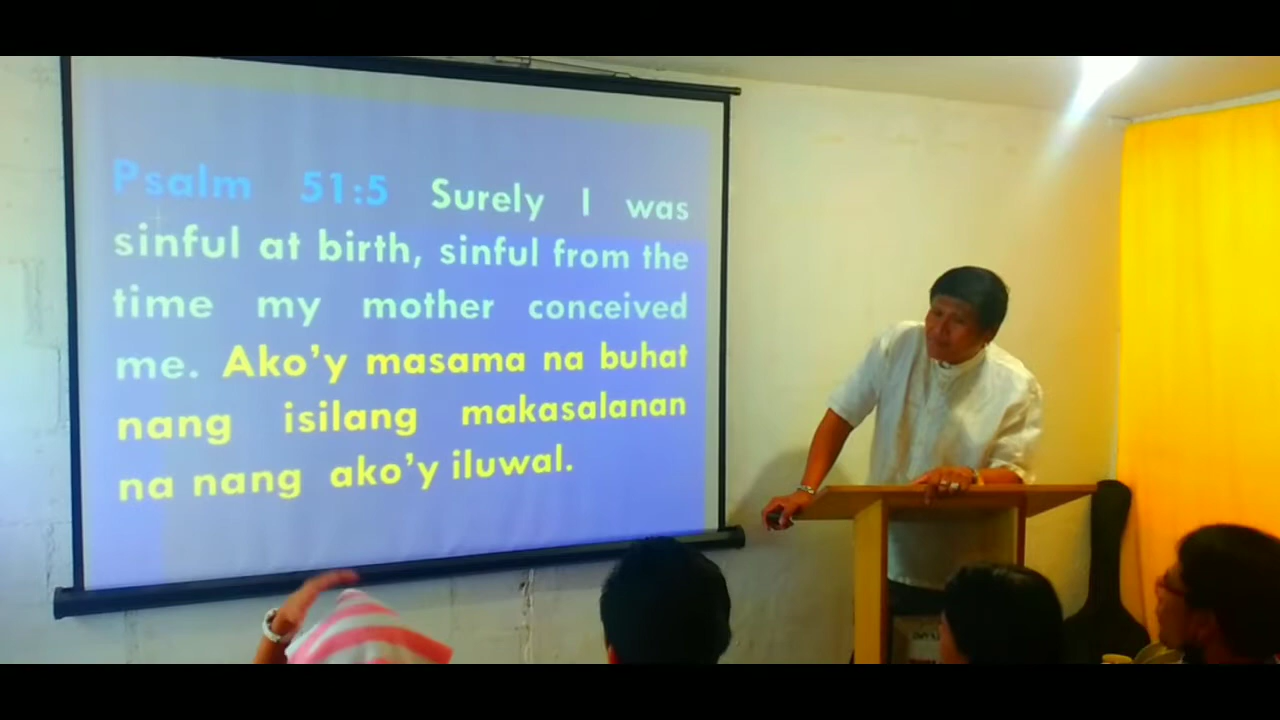 Psalm 51:5 Surely I was
sinful at birth, sinful from the
time my mother conceived
me. Ako'y masama na buhat
nang isilang makasalanan
na nang ako'y iluwal.